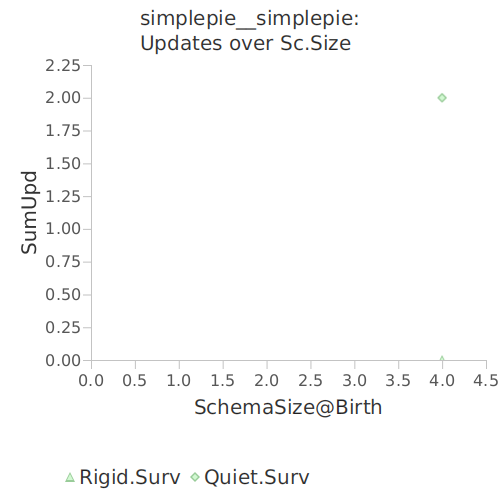 simplepie__simplepie:
Updates over Sc.Size
2.25
2.00
1.75
1.50
1.25
1.00
0.75
0.50
0.25
0.00
SumUpd
0.0 0.5 1.0 1.5 2.0 2.5 3.0 3.5 4.0 4.5
SchemaSize@Birth
Rigid.Surv Quiet.Surv